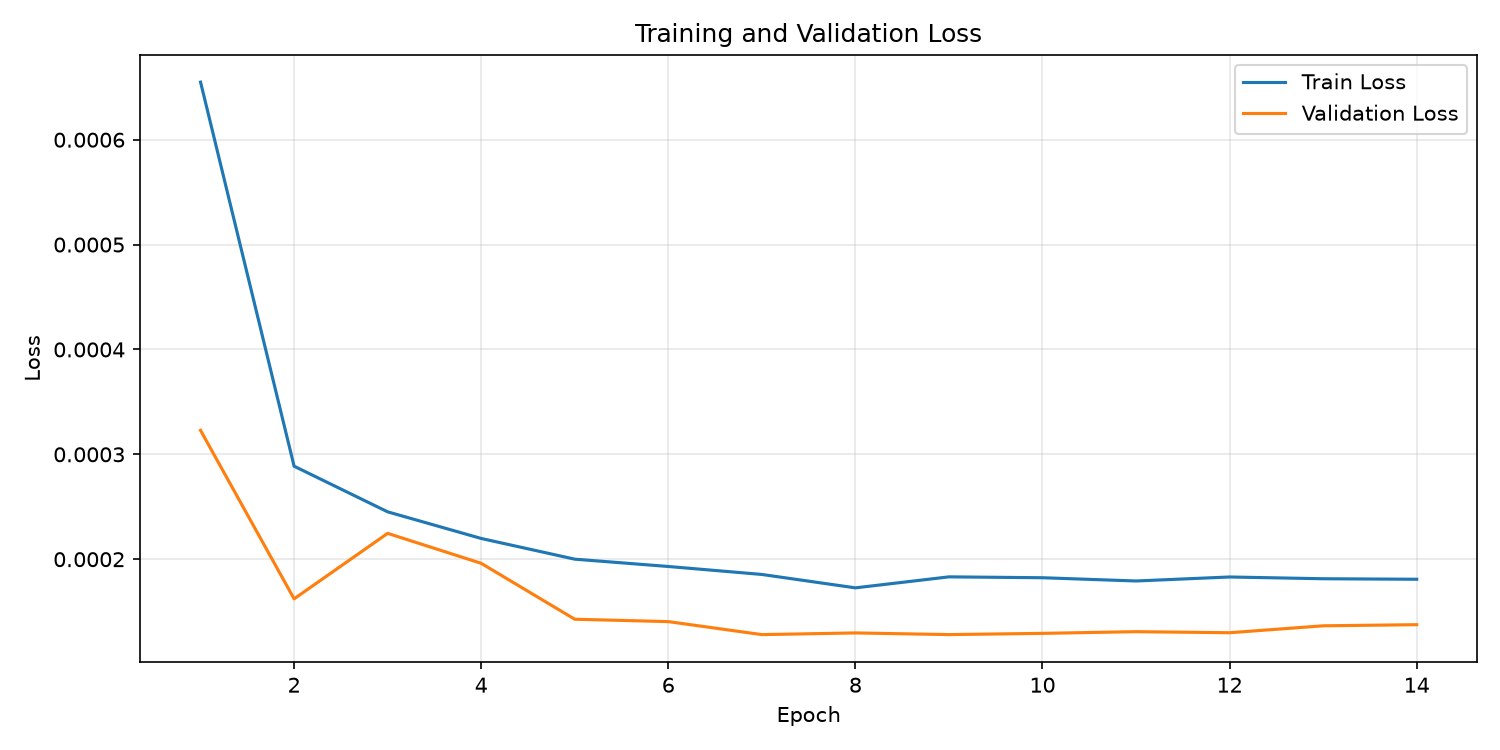 Training and Validation Loss
Train Loss
Validation Loss
0.0006
0.0005
0.0004
0.0003
0.0002
Loss
2 4 6 8 10 12 14
Epoch